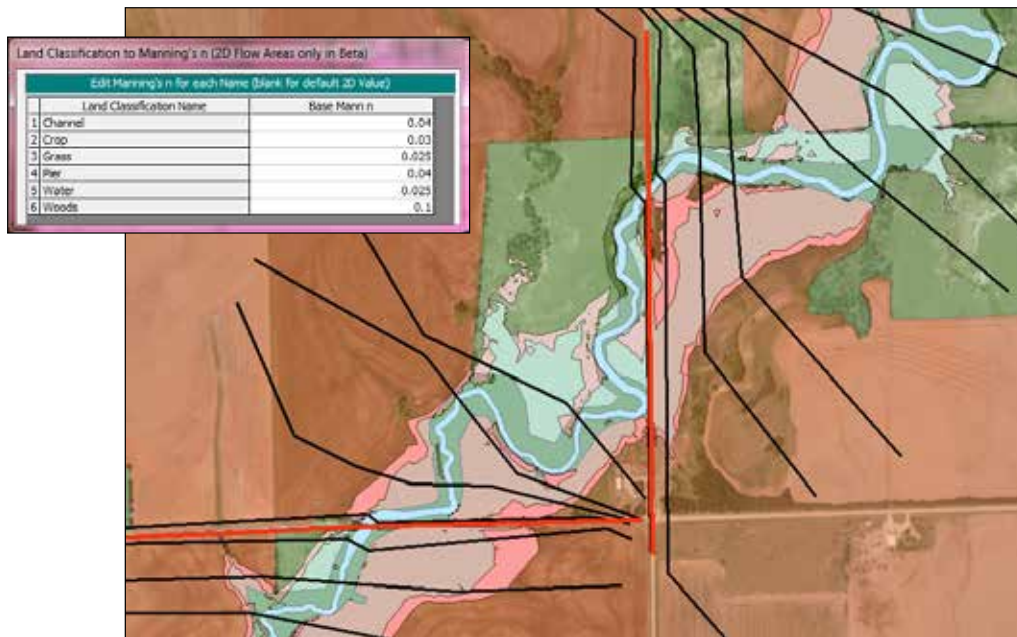 Land Classification to Manning's n (2D Flow Areas only in Beta)
Edit Manning's n for each Name (blank for default 2D Value)
Land Classification Name Base Mann n
1 Channel 0.04
2 Crop 0.03
3 Grass 0.025
4 Pier 0.04
5 Water 0.025
6 Woods 0.1